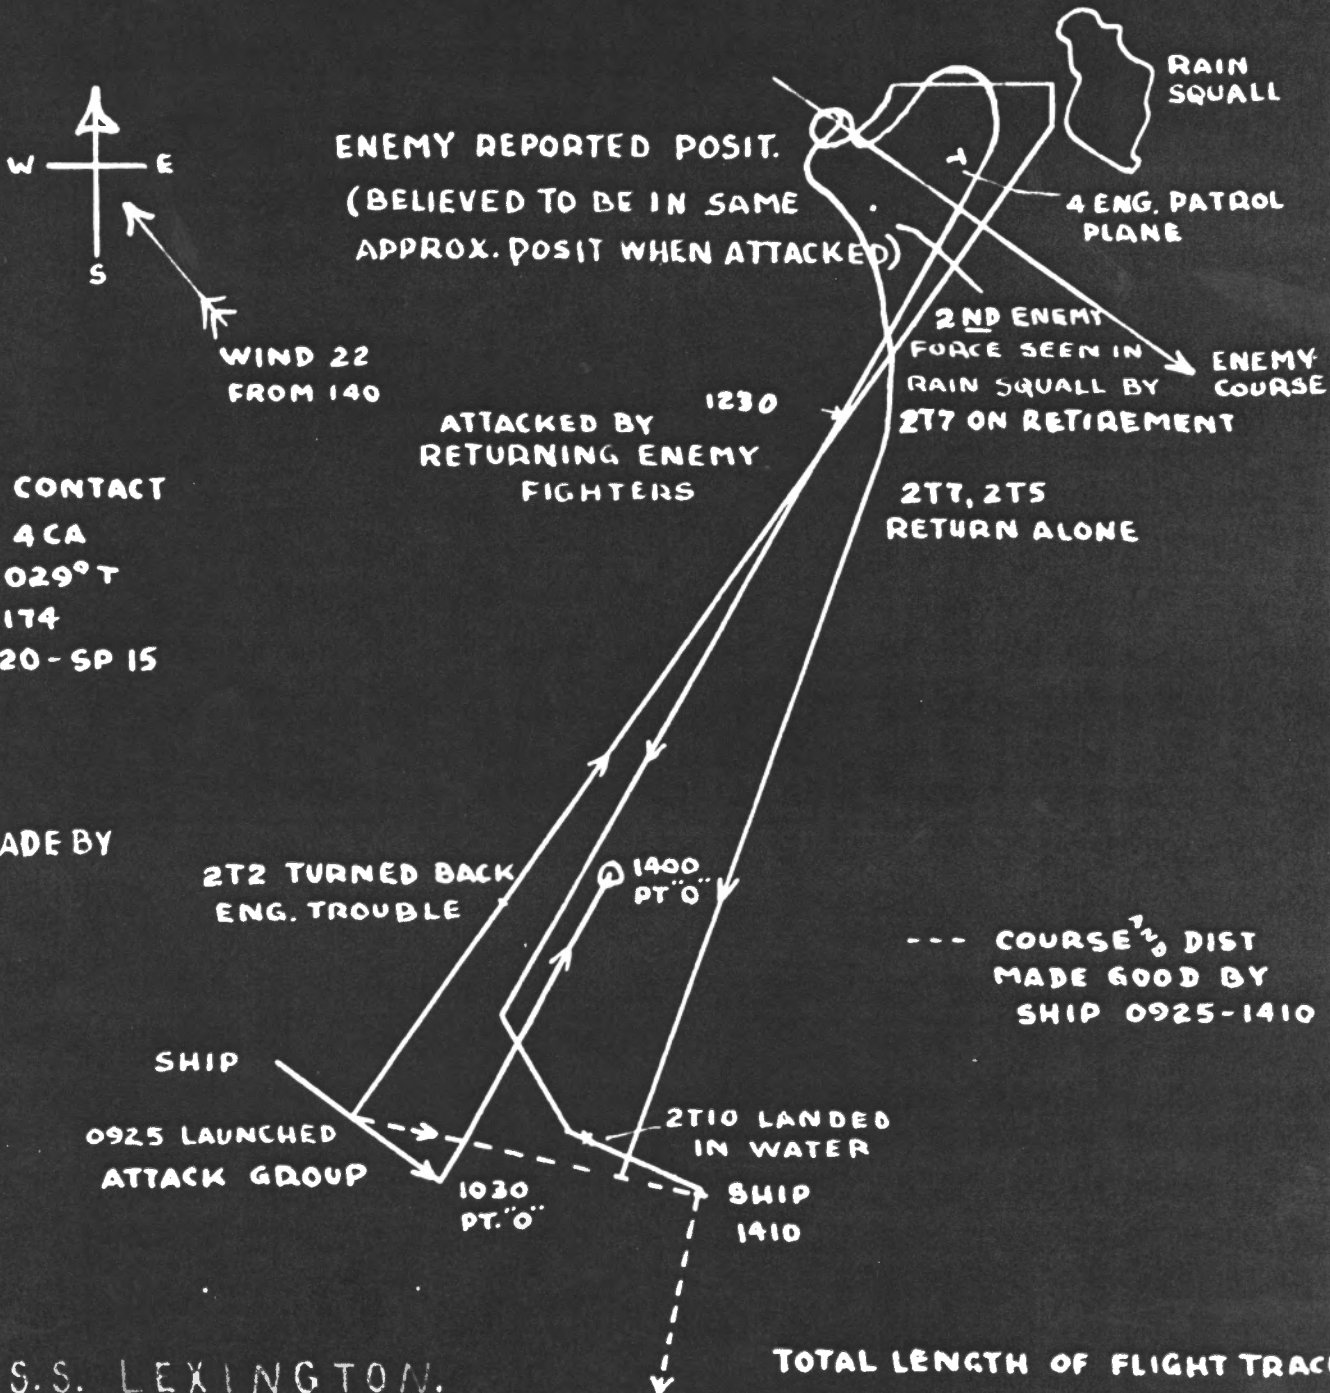 RAIN
SQUALL
W E
S
WIND 22
FROM 140
ENEMY REPORTED POSIT.
(BELIEVED TO BE IN SAME
APPROX. POSIT WHEN ATTACKED)
4 ENG. PATROL
PLANE
2ND ENEMY
FORCE SEEN IN
RAIN SQUALL BY
2T7 ON RETIREMENT
ENEMY
COURSE
1230
ATTACKED BY
RETURNING ENEMY
FIGHTERS
2T7, 2T5
RETURN ALONE
CONTACT
4 CA
029° T
174
20 - SP 15
ADE BY
2T2 TURNED BACK
ENG. TROUBLE
1400
PT "O"
--- COURSE DIST
MADE GOOD BY
SHIP 0925-1410
SHIP
0925 LAUNCHED
ATTACK GROUP
1030
PT. "O"
2T10 LANDED
IN WATER
SHIP
1410
S.S. LEXINGTON.
TOTAL LENGTH OF FLIGHT TRAC